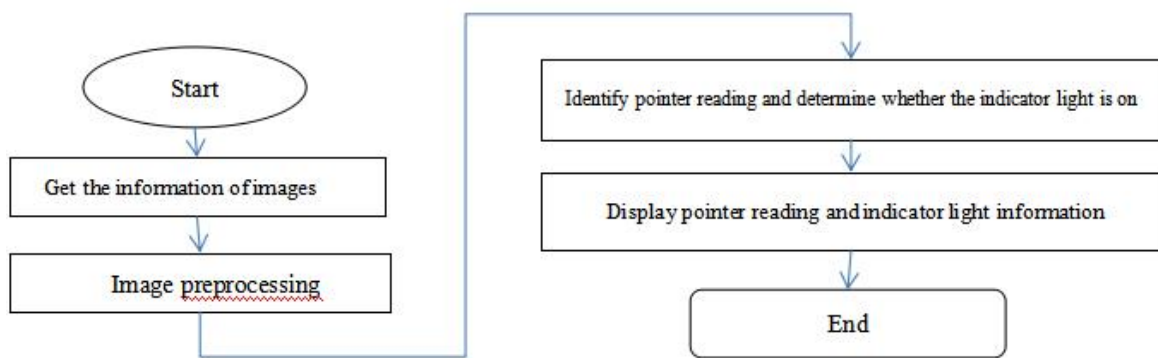 Start
Get the information of images
Image preprocessing
Identify pointer reading and determine whether the indicator light is on
Display pointer reading and indicator light information
End